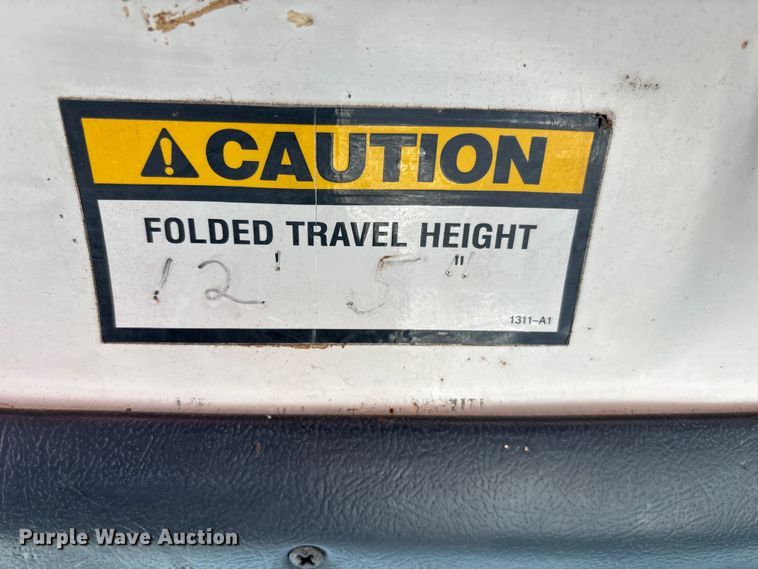 CAUTION
FOLDED TRAVEL HEIGHT
12' 5"
1311-A1
Purple Wave Auction